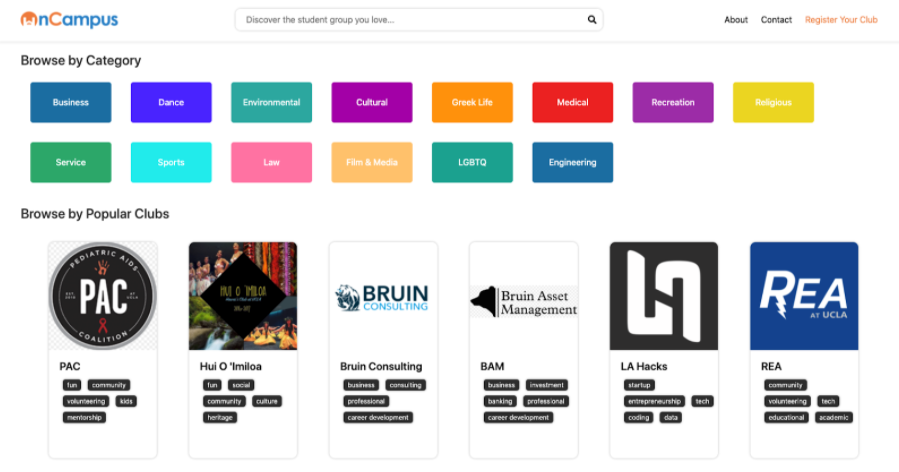 OnCampus
Discover the student group you love...
About Contact Register Your Club
Browse by Category
Business Dance Environmental Cultural Greek Life Medical Recreation Religious
Service Sports Law Film & Media LGBTQ Engineering
Browse by Popular Clubs
PEDIATRIC AIDS
EST. AT
PAC
UCLA
COALITION
HUI O 'IMILOA
BRUIN
CONSULTING
Bruin Asset
Management
REA
AT UCLA
PAC
fun community
volunteering kids
mentorship
Hui O 'Imiloa
fun social
community culture
heritage
Bruin Consulting
business consulting
professional
career development
BAM
business investment
banking professional
career development
LA Hacks
startup
entrepreneurship tech
coding data
REA
community
volunteering tech
educational academic